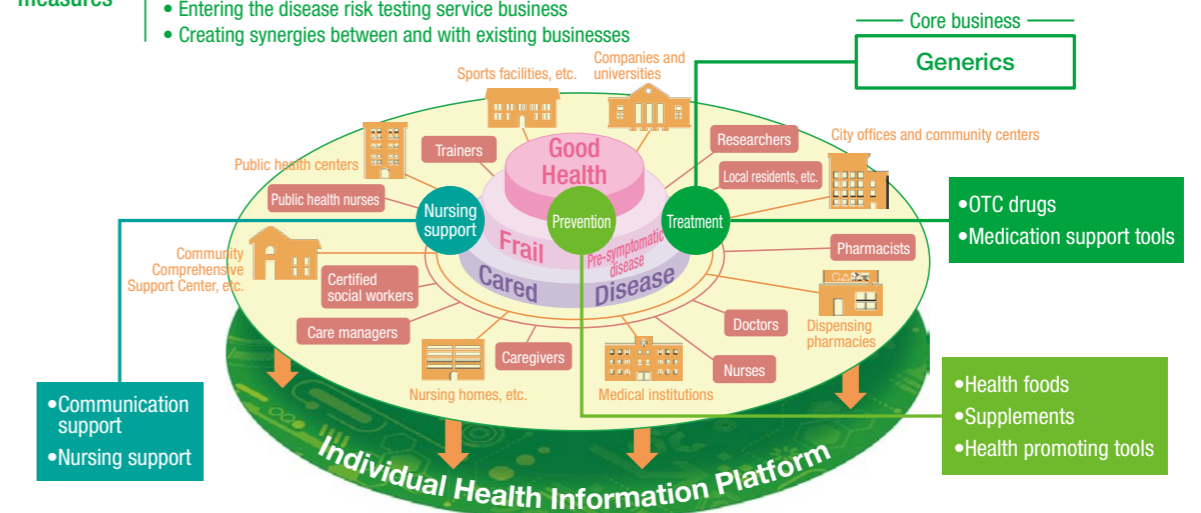 measures
• Entering the disease risk testing service business
• Creating synergies between and with existing businesses
Core business
Generics
Sports facilities, etc.
Companies and
universities
City offices and community centers
Public health centers
Trainers
Researchers
Local residents, etc.
Public health nurses
Good
Health
Nursing
support
Prevention
Treatment
Frail
Pre-symptomatic
disease
Cared
Disease
•OTC drugs
•Medication support tools
Community
Comprehensive
Support Center, etc.
Certified
social workers
Care managers
Caregivers
Nursing homes, etc.
Medical institutions
Nurses
Doctors
Pharmacists
Dispensing
pharmacies
•Communication
support
•Nursing support
•Health foods
•Supplements
•Health promoting tools
Individual Health Information Platform